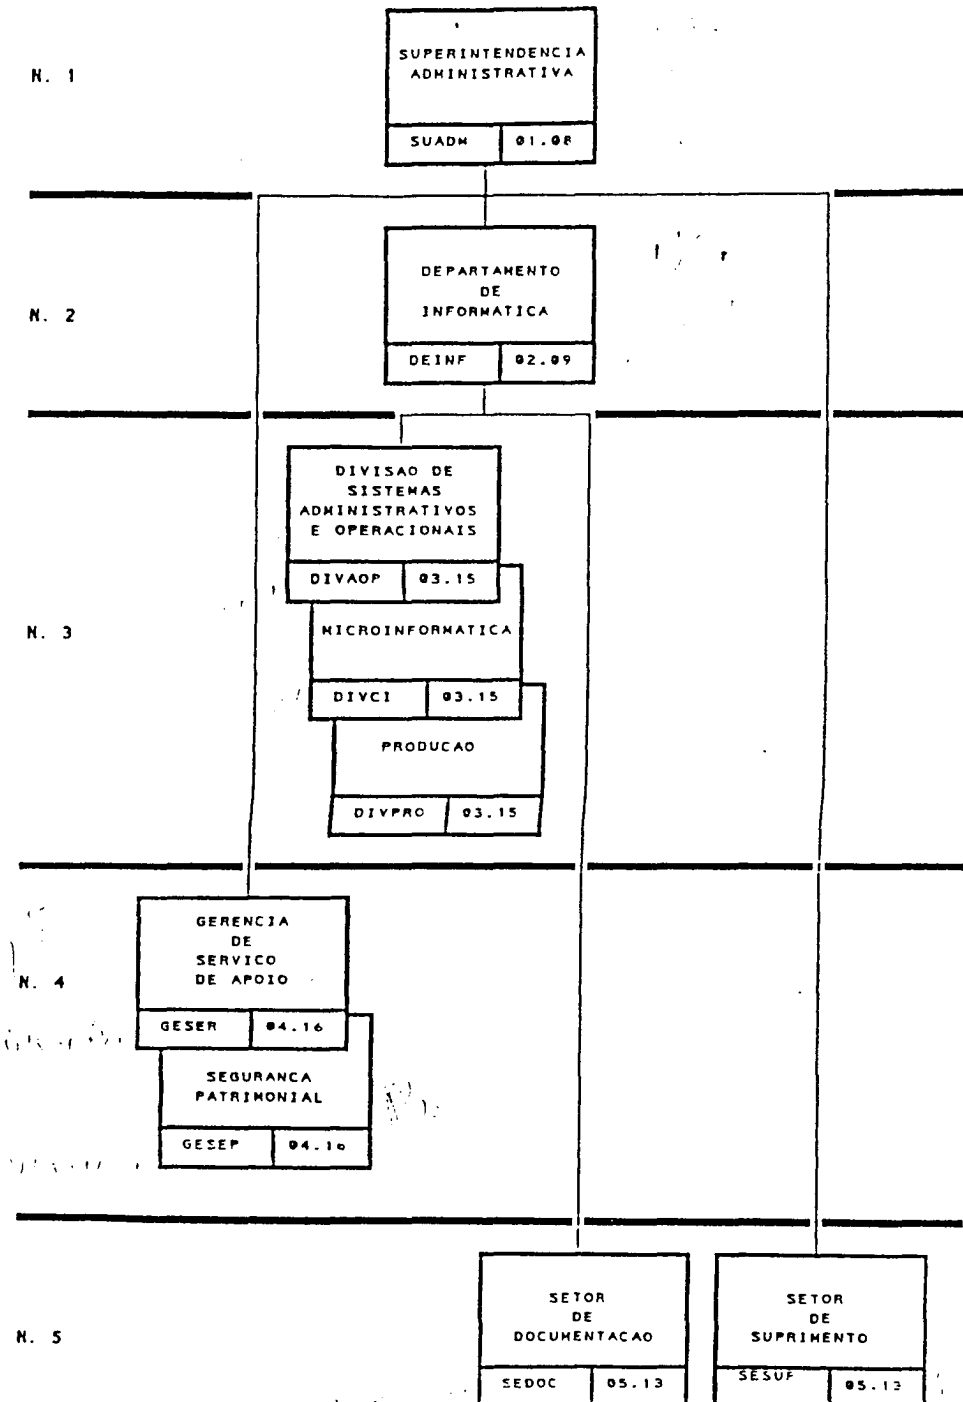 N. 1
SUPERINTENDENCIA
ADMINISTRATIVA
SUADM 01.08
N. 2
DEPARTAMENTO
DE
INFORMATICA
DEINF 02.09
N. 3
DIVISAO DE
SISTEMAS
ADMINISTRATIVOS
E OPERACIONAIS
DIVAOP 03.15
MICROINFORMATICA
DIVCI 03.15
PRODUCAO
DIVPRO 03.15
N. 4
GERENCIA
DE
SERVICO
DE APOIO
GESER 04.16
SEGURANCA
PATRIMONIAL
GESEP 04.16
N. 5
SETOR
DE
DOCUMENTACAO
SEDOC 05.13
SETOR
DE
SUPRIMENTO
SESUP 05.13